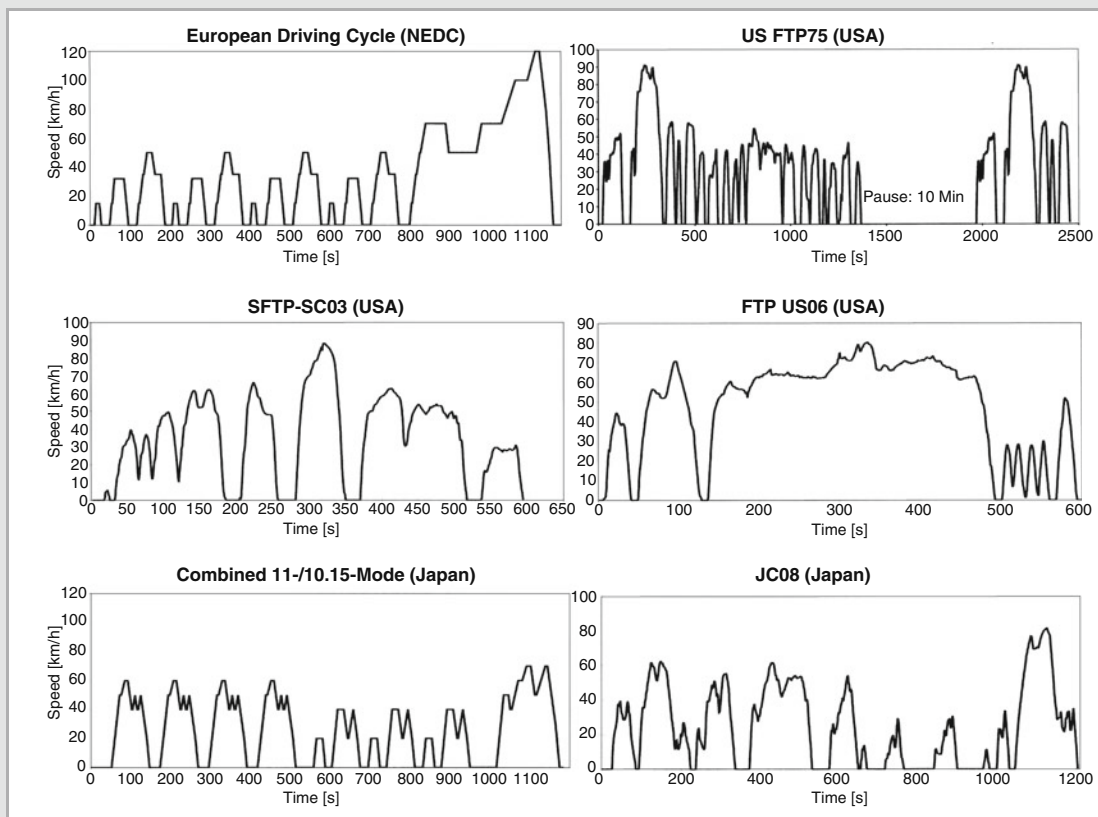 European Driving Cycle (NEDC)
120
100
80
60
40
20
0
Speed [km/h]
0 100 200 300 400 500 600 700 800 900 1000 1100
Time [s]
US FTP75 (USA)
100
90
80
70
60
50
40
30
20
10
0
Pause: 10 Min
0 500 1000 1500 2000 2500
Time [s]
SFTP-SC03 (USA)
100
90
80
70
60
50
40
30
20
10
0
Speed [km/h]
0 50 100 150 200 250 300 350 400 450 500 550 600 650
Time [s]
FTP US06 (USA)
90
80
70
60
50
40
30
20
10
0
0 100 200 300 400 500 600
Time [s]
Combined 11-/10.15-Mode (Japan)
120
100
80
60
40
20
0
Speed [km/h]
0 100 200 300 400 500 600 700 800 900 1000 1100 1200
Time [s]
JC08 (Japan)
100
80
60
40
20
0
0 200 400 600 800 1000 1200
Time [s]